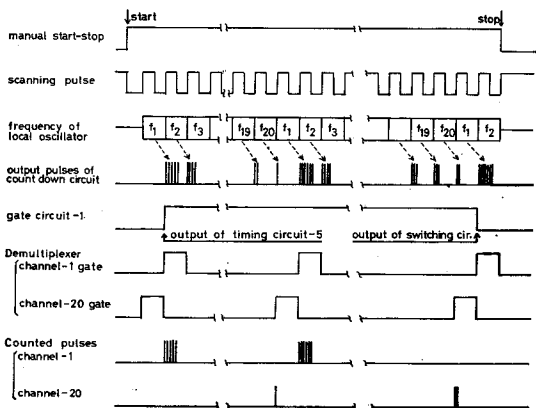 start
stop
manual start-stop
scanning pulse
frequency of
local oscillator
f1 f2 f3 f19 f20 f1 f2 f3 f19 f20 f1 f2
output pulses of
count down circuit
gate circuit-1
output of timing circuit-5 output of switching cir.
Demultiplexer
channel-1 gate
channel-20 gate
Counted pulses
channel-1
channel-20